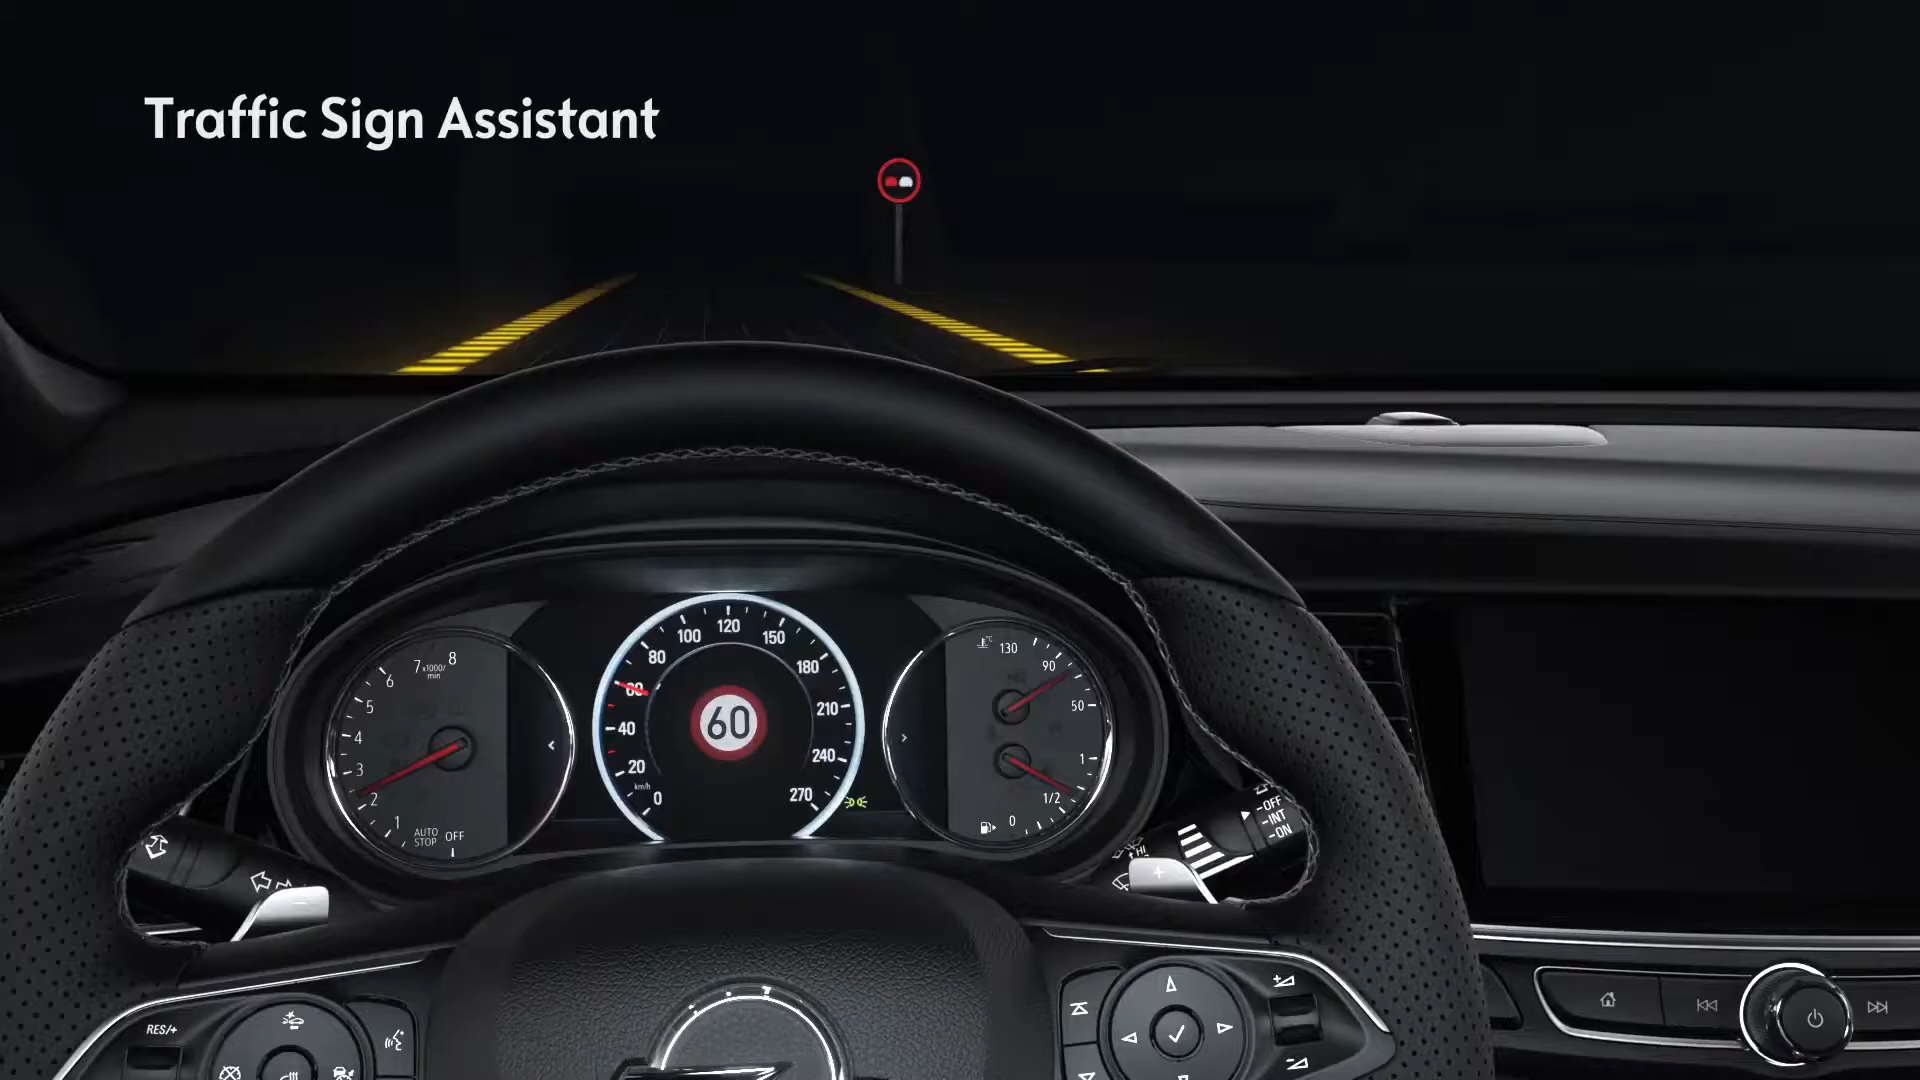 Traffic Sign Assistant
7 x1000/min 8
6
5
4
3
2
1
AUTO STOP OFF
120
100 150
80 180
60 210
40
20 240
km/h
0 270
60
°C 130
90
50
1
1/2
0
OFF
INT
ON
HI
RES/+